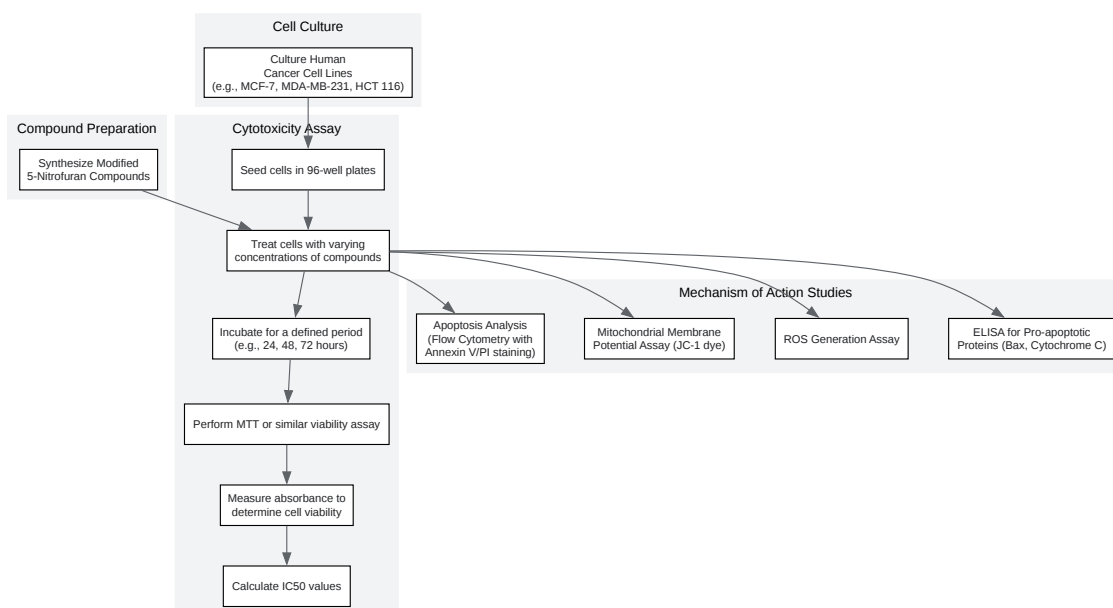 Cell Culture
Culture Human
Cancer Cell Lines
(e.g., MCF-7, MDA-MB-231, HCT 116)
Compound Preparation
Synthesize Modified
5-Nitrofuran Compounds
Cytotoxicity Assay
Seed cells in 96-well plates
Treat cells with varying
concentrations of compounds
Incubate for a defined period
(e.g., 24, 48, 72 hours)
Perform MTT or similar viability assay
Measure absorbance to
determine cell viability
Calculate IC50 values
Mechanism of Action Studies
Apoptosis Analysis
(Flow Cytometry with
Annexin V/PI staining)
Mitochondrial Membrane
Potential Assay (JC-1 dye)
ROS Generation Assay
ELISA for Pro-apoptotic
Proteins (Bax, Cytochrome C)